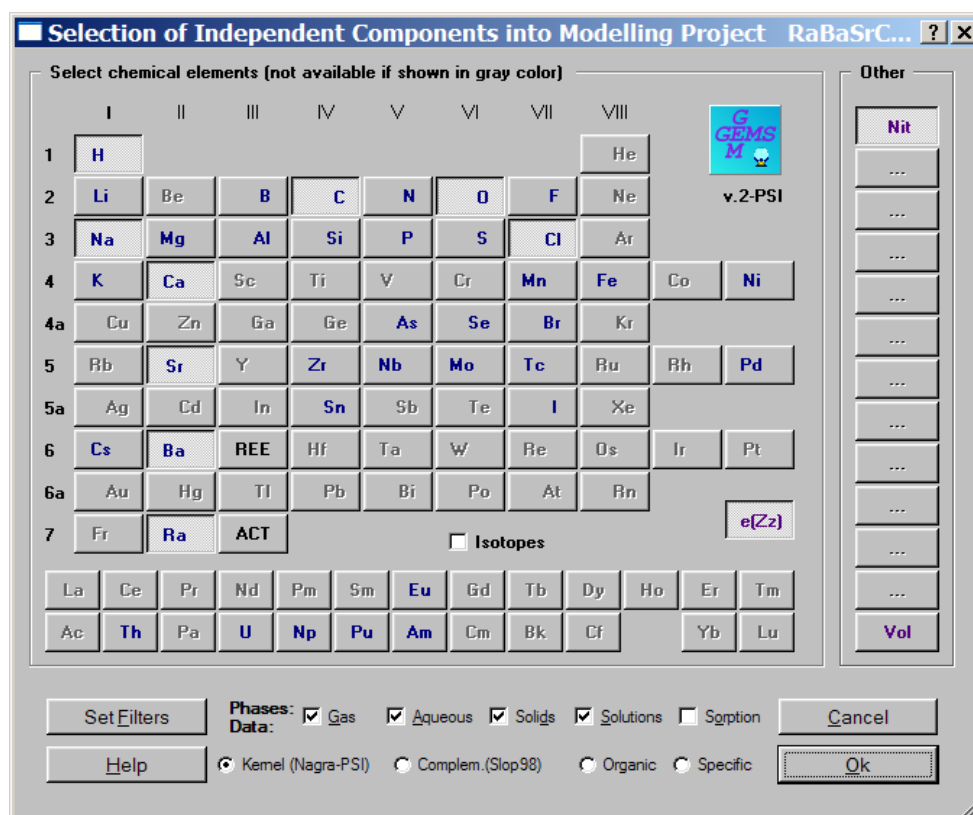 Selection of Independent Components into Modelling Project RaBaSrC... ? X
Select chemical elements (not available if shown in gray color) Other
I II III IV V VI VII VIII
G
GEMS
M
Nit
1 H He
...
2 Li Be B C N O F Ne v.2-PSI
...
3 Na Mg Al Si P S Cl Ar
...
4 K Ca Sc Ti V Cr Mn Fe Co Ni
...
4a Cu Zn Ga Ge As Se Br Kr
...
5 Rb Sr Y Zr Nb Mo Tc Ru Rh Pd
...
5a Ag Cd In Sn Sb Te I Xe
...
6 Cs Ba REE Hf Ta W Re Os Ir Pt
...
6a Au Hg Tl Pb Bi Po At Rn
...
7 Fr Ra ACT Isotopes e(Zz)
...
La Ce Pr Nd Pm Sm Eu Gd Tb Dy Ho Er Tm
...
Ac Th Pa U Np Pu Am Cm Bk Cf Yb Lu Vol
Set Filters Phases: Gas Aqueous Solids Solutions Sorption Cancel
Data:
Help Kernel (Nagra-PSI) Complem.(Slop98) Organic Specific Ok